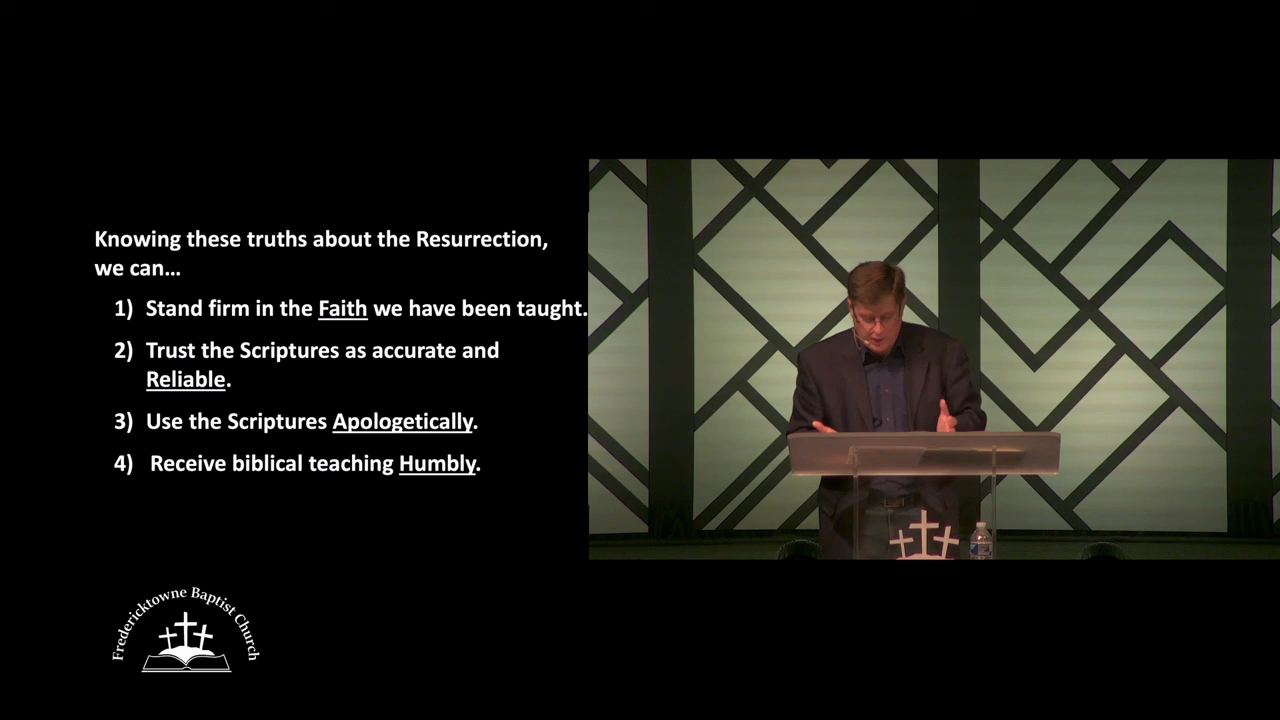 Knowing these truths about the Resurrection,
we can...
1) Stand firm in the Faith we have been taught.
2) Trust the Scriptures as accurate and
Reliable.
3) Use the Scriptures Apologetically.
4) Receive biblical teaching Humbly.
Fredericktowne Baptist Church